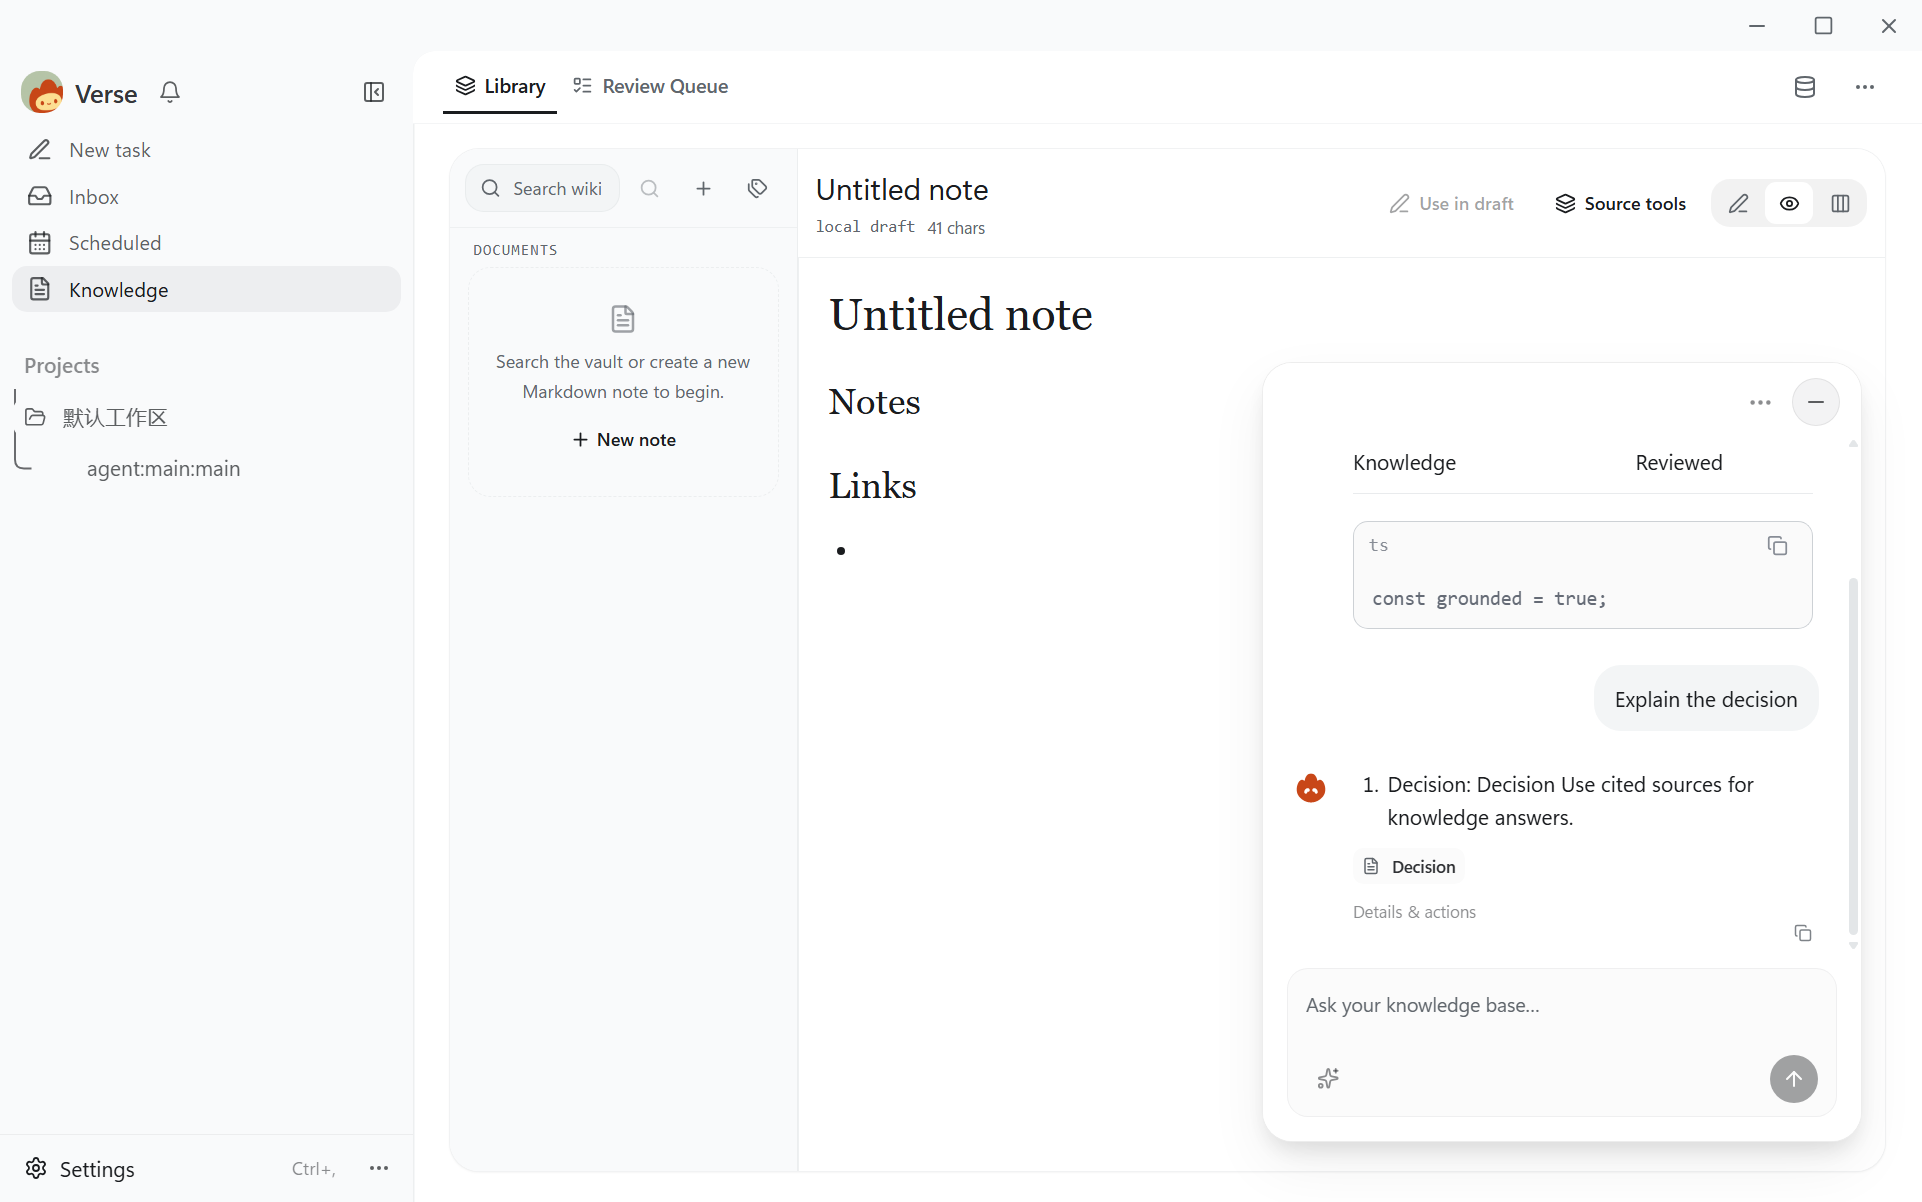 Verse
New task
Inbox
Scheduled
Knowledge
Projects
默认工作区
agent:main:main
Settings
Ctrl+,
Library
Review Queue
Search wiki
DOCUMENTS
Search the vault or create a new
Markdown note to begin.
New note
Untitled note
local draft 41 chars
Use in draft
Source tools
Untitled note
Notes
Links
Knowledge Reviewed
ts
const grounded = true;
Explain the decision
1. Decision: Decision Use cited sources for
knowledge answers.
Decision
Details & actions
Ask your knowledge base...